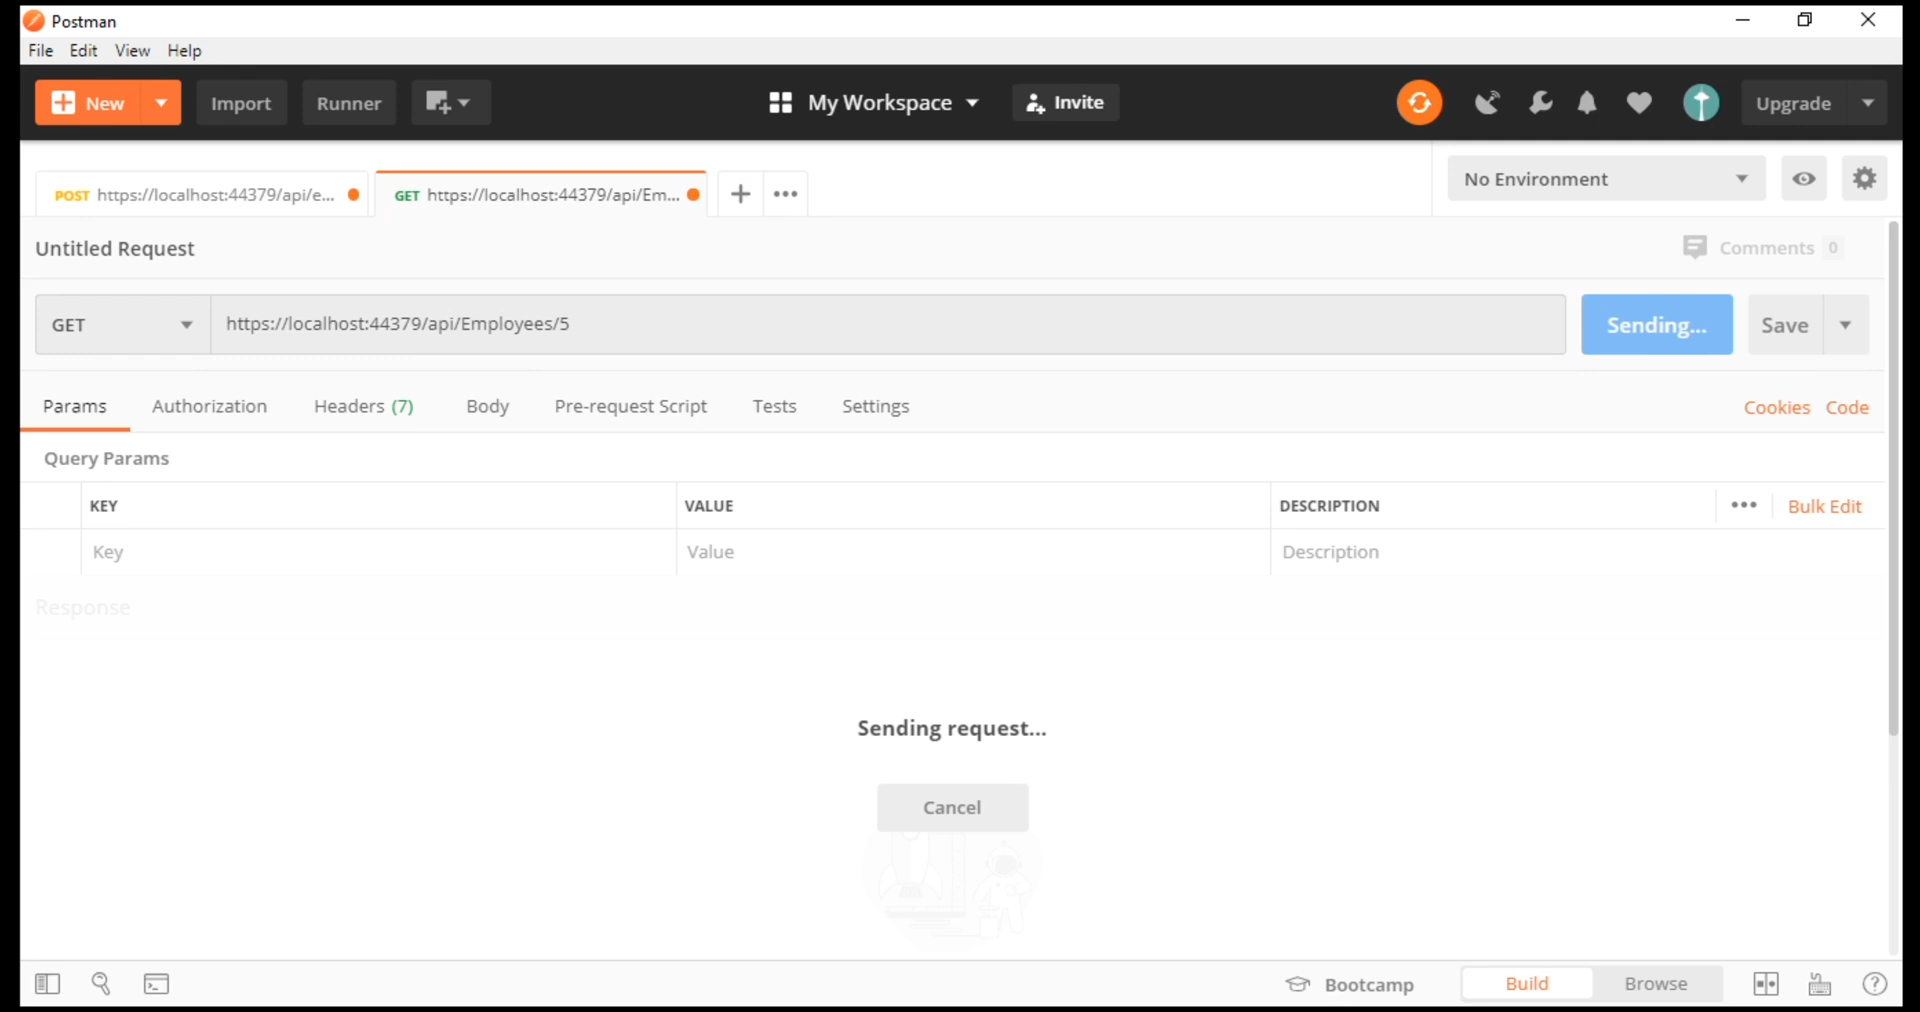 Postman
File Edit View Help
New Import Runner My Workspace Invite Upgrade
POST https://localhost:44379/api/e... GET https://localhost:44379/api/Em... No Environment
Untitled Request Comments 0
GET https://localhost:44379/api/Employees/5 Sending... Save
Params Authorization Headers (7) Body Pre-request Script Tests Settings Cookies Code
Query Params
KEY VALUE DESCRIPTION Bulk Edit
Key Value Description
Response
Sending request...
Cancel
Bootcamp Build Browse